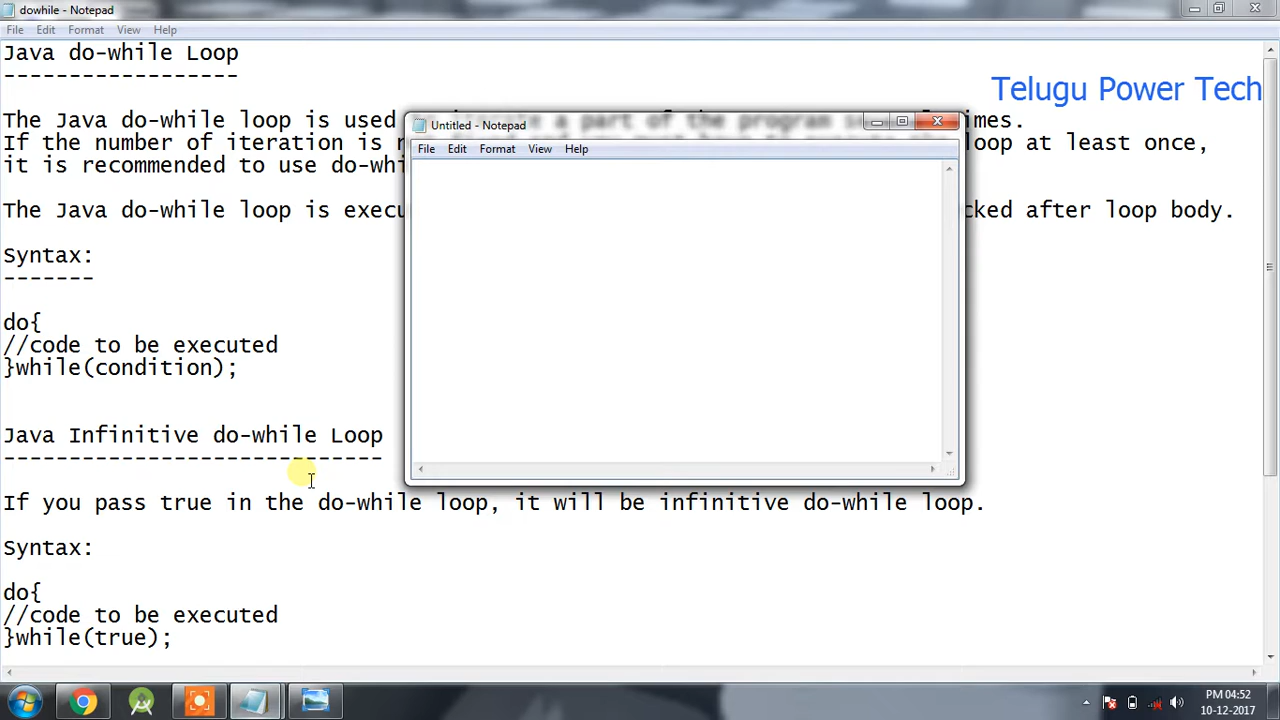 dowhile - Notepad
File Edit Format View Help
Java do-while Loop
------------------
Telugu Power Tech
The Java do-while loop is used a part of the program times.
If the number of iteration is loop at least once,
it is recommended to use
The Java do-while loop is after loop body.
Untitled - Notepad
File Edit Format View Help
Syntax:
-------
do{
//code to be executed
}while(condition);
Java Infinitive do-while Loop
-----------------------------
If you pass true in the do-while loop, it will be infinitive do-while loop.
Syntax:
do{
//code to be executed
}while(true);
PM 04:52
10-12-2017